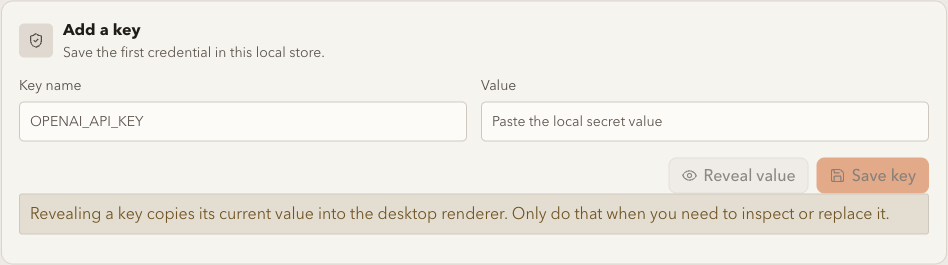 Add a key
Save the first credential in this local store.
Key name
Value
OPENAI_API_KEY
Paste the local secret value
Reveal value
Save key
Revealing a key copies its current value into the desktop renderer. Only do that when you need to inspect or replace it.